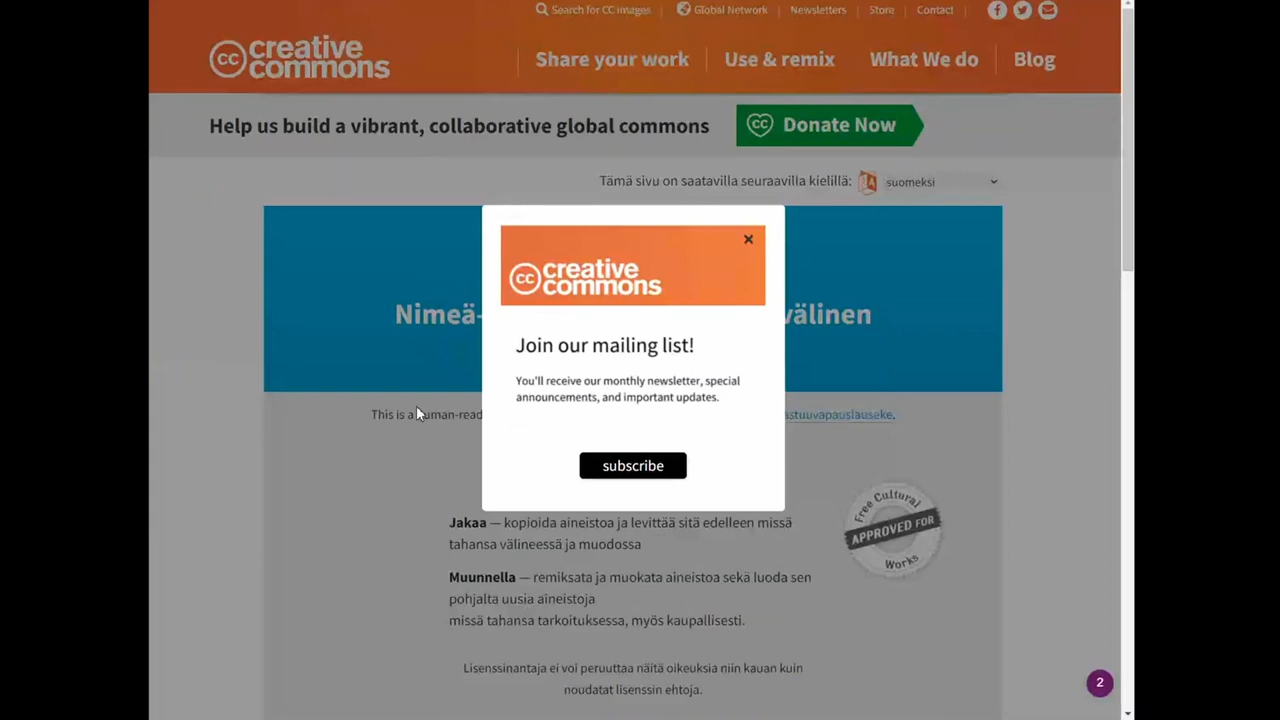 Search for CC images
Global Network
Newsletters
Store
Contact
cc creative commons
Share your work
Use & remix
What We do
Blog
Help us build a vibrant, collaborative global commons
cc Donate Now
Tämä sivu on saatavilla seuraavilla kielillä: suomeksi
Nimeä- välinen
×
cc creative commons
Join our mailing list!
You'll receive our monthly newsletter, special
announcements, and important updates.
This is a human-read astuuvapauslauseke.
subscribe
Jakaa — kopioida aineistoa ja levittää sitä edelleen missä
tahansa välineessä ja muodossa
Free Cultural
APPROVED FOR
Works
Muunnella — remiksata ja muokata aineistoa sekä luoda sen
pohjalta uusia aineistoja
missä tahansa tarkoituksessa, myös kaupallisesti.
Lisenssinantaja ei voi peruuttaa näitä oikeuksia niin kauan kuin
noudatat lisenssin ehtoja.
2